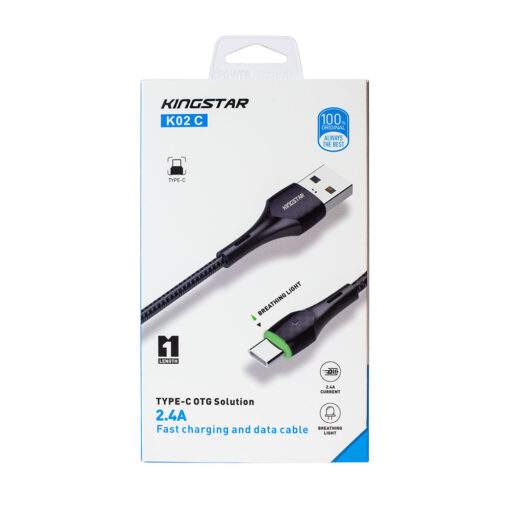 KINGSTAR
K02 C
100%
ORIGINAL
ALWAYS
THE BEST
TYPE-C
KINGSTAR
BREATHING LIGHT
M1
LENGTH
2.4A
CURRENT
TYPE-C OTG Solution
2.4A
Fast charging and data cable
BREATHING
LIGHT